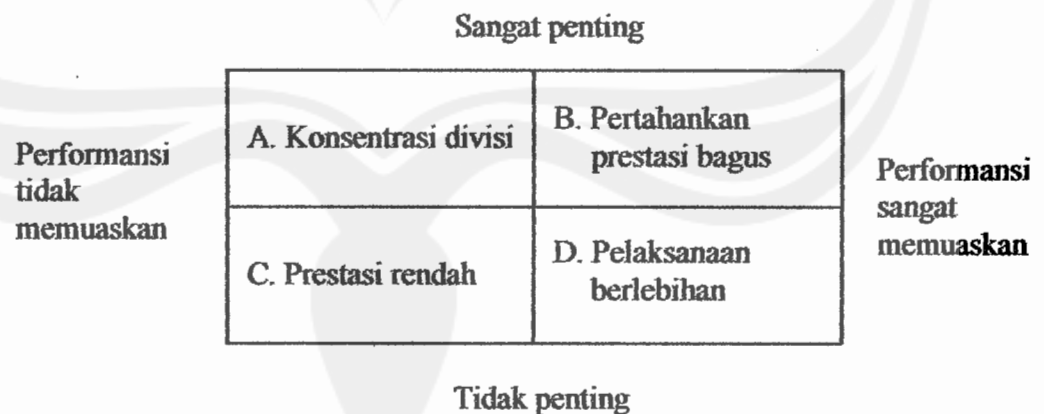 Sangat penting
Performansi
tidak
memuaskan
A. Konsentrasi divisi
B. Pertahankan
prestasi bagus
Performansi
sangat
memuaskan
C. Prestasi rendah
D. Pelaksanaan
berlebihan
Tidak penting